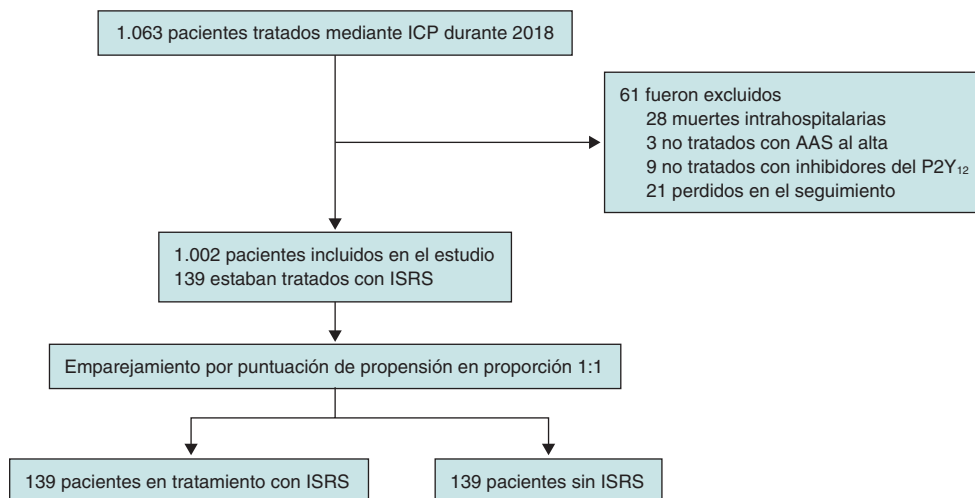 1.063 pacientes tratados mediante ICP durante 2018
61 fueron excluidos
28 muertes intrahospitalarias
3 no tratados con AAS al alta
9 no tratados con inhibidores del P2Y₁₂
21 perdidos en el seguimiento
1.002 pacientes incluidos en el estudio
139 estaban tratados con ISRS
Emparejamiento por puntuación de propensión en proporción 1:1
139 pacientes en tratamiento con ISRS
139 pacientes sin ISRS